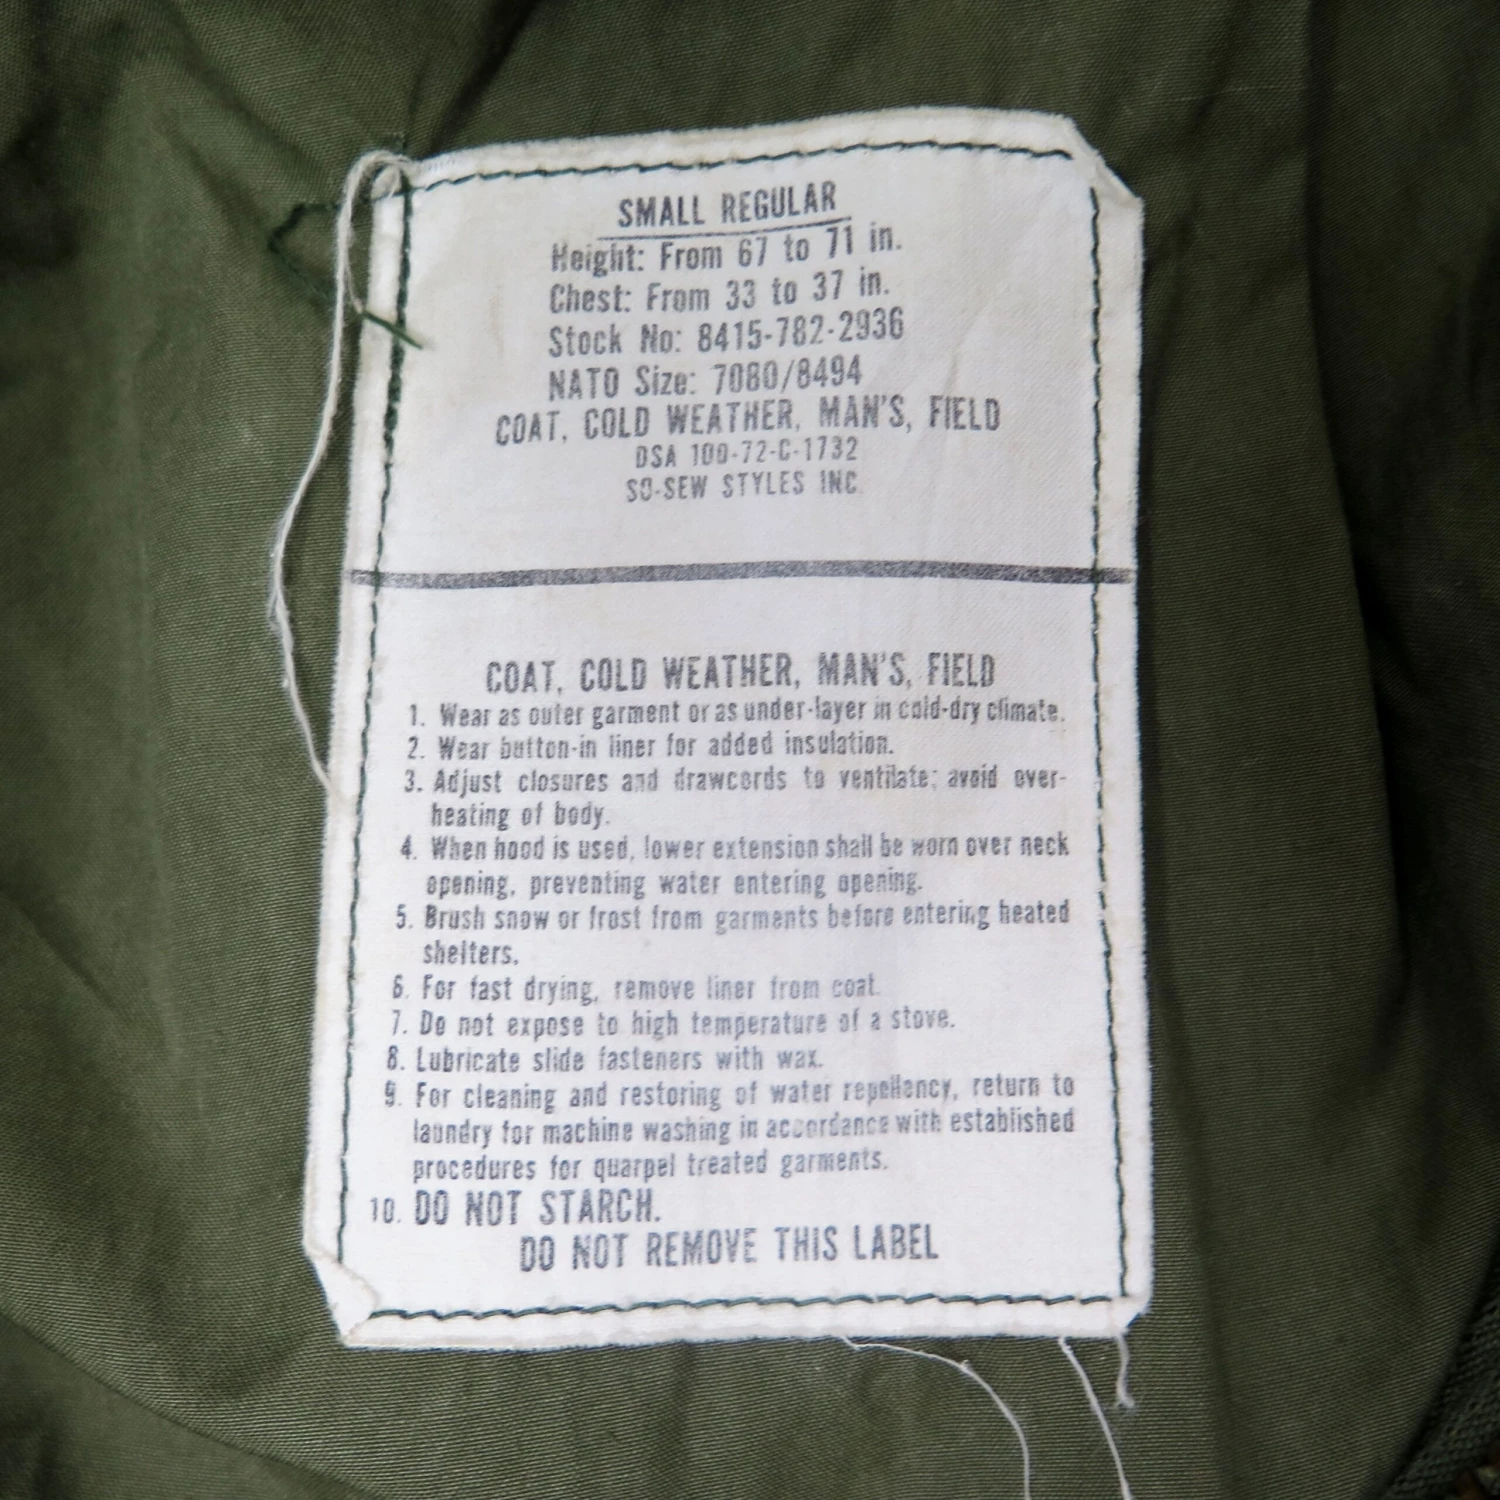 SMALL REGULAR
Height: From 67 to 71 in.
Chest: From 33 to 37 in.
Stock No: 8415-782-2936
NATO Size: 7080/8494
COAT, COLD WEATHER, MAN'S, FIELD
DSA 100-72-C-1732
SO-SEW STYLES INC.
COAT, COLD WEATHER, MAN'S, FIELD
1. Wear as outer garment or as under-layer in cold-dry climate.
2. Wear button-in liner for added insulation.
3. Adjust closures and drawcords to ventilate; avoid over-
heating of body.
4. When hood is used, lower extension shall be worn over neck
opening, preventing water entering opening.
5. Brush snow or frost from garments before entering heated
shelters.
6. For fast drying, remove liner from coat.
7. Do not expose to high temperature of a stove.
8. Lubricate slide fasteners with wax.
9. For cleaning and restoring of water repellency, return to
laundry for machine washing in accordance with established
procedures for quarpel treated garments.
10. DO NOT STARCH.
DO NOT REMOVE THIS LABEL